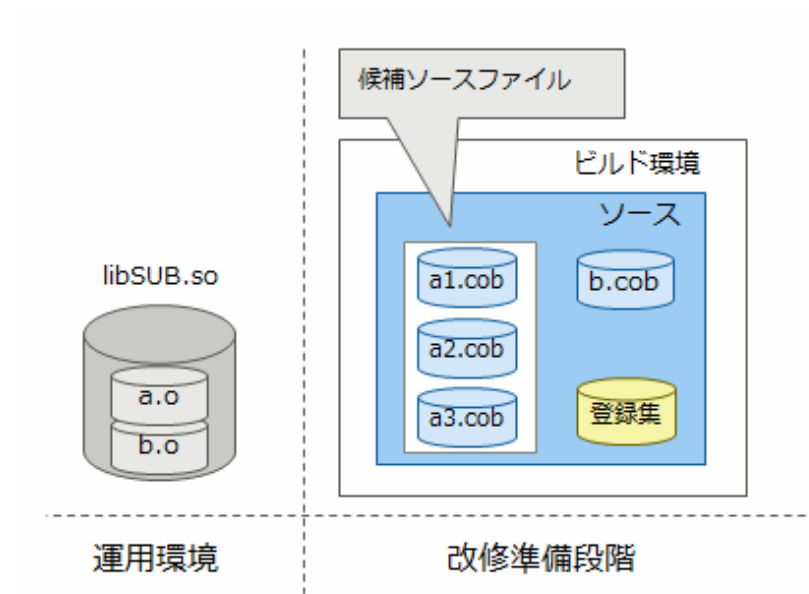 候補ソースファイル
ビルド環境
ソース
libSUB.so
a1.cob
b.cob
a2.cob
a.o
a3.cob
登録集
b.o
運用環境
改修準備段階